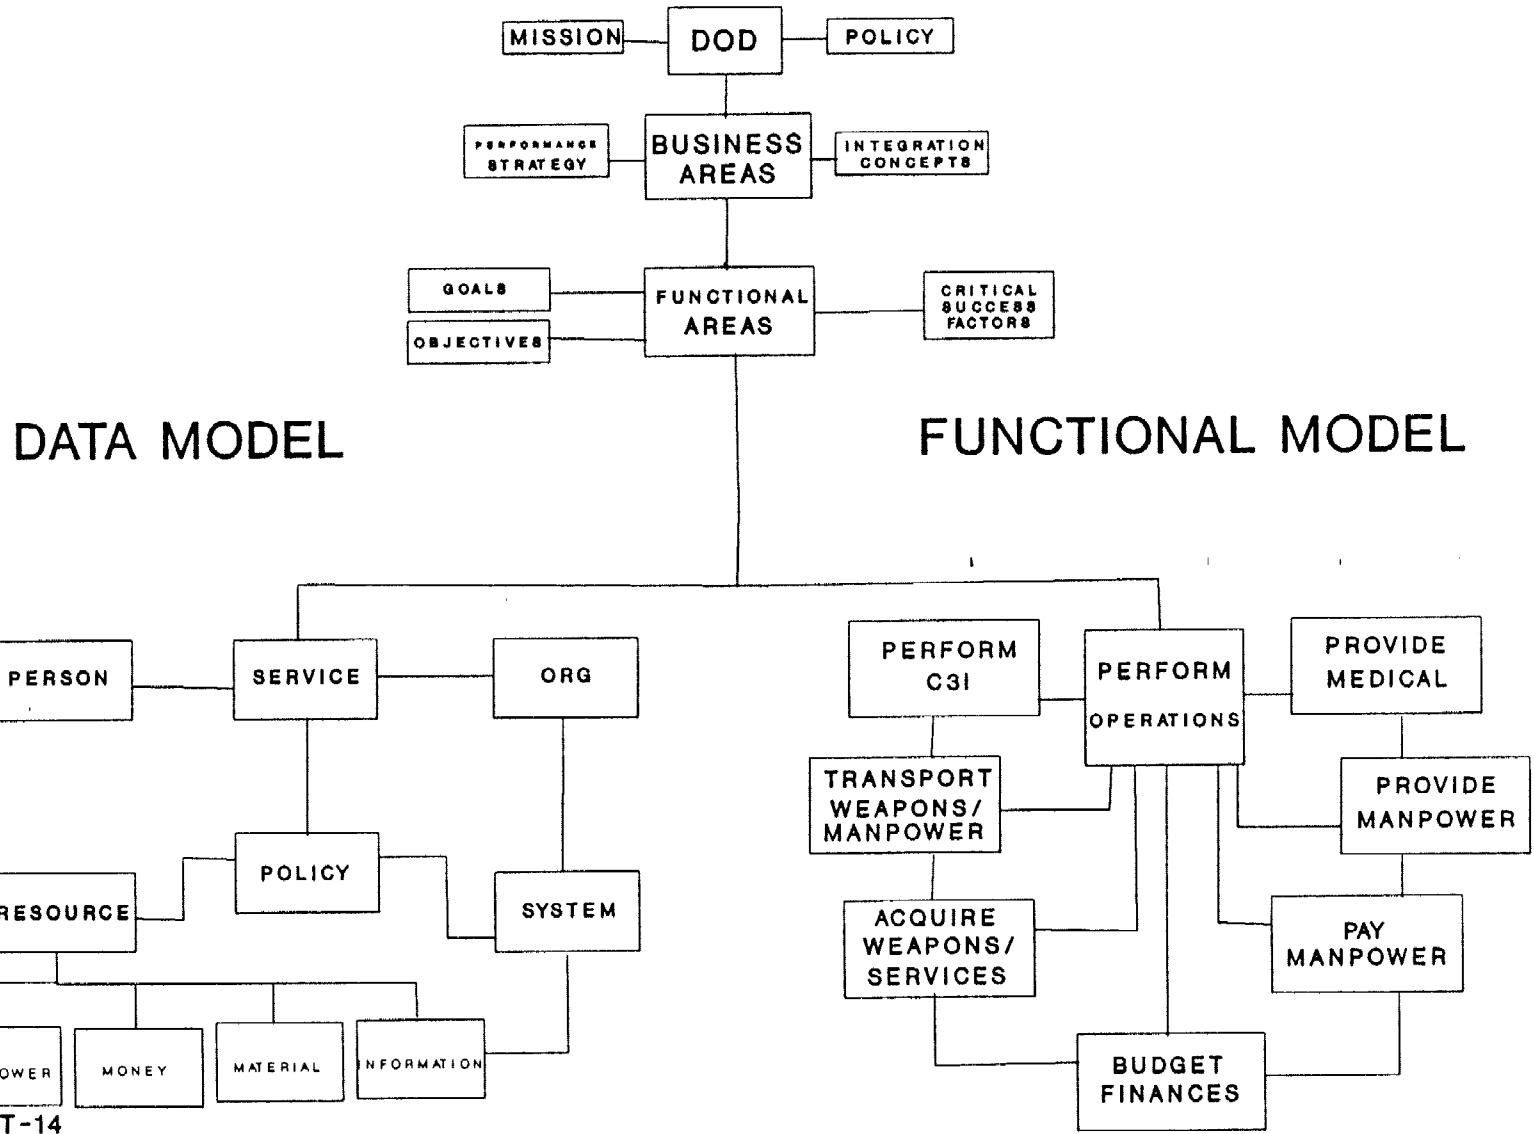 MISSION
DOD
POLICY
PERFORMANCE
STRATEGY
BUSINESS
AREAS
INTEGRATION
CONCEPTS
GOALS
OBJECTIVES
FUNCTIONAL
AREAS
CRITICAL
SUCCESS
FACTORS
DATA MODEL
FUNCTIONAL MODEL
PERSON
SERVICE
ORG
POLICY
RESOURCE
SYSTEM
OWER
MONEY
MATERIAL
INFORMATION
PERFORM
C3I
PERFORM
OPERATIONS
PROVIDE
MEDICAL
TRANSPORT
WEAPONS/
MANPOWER
PROVIDE
MANPOWER
ACQUIRE
WEAPONS/
SERVICES
PAY
MANPOWER
BUDGET
FINANCES
T-14